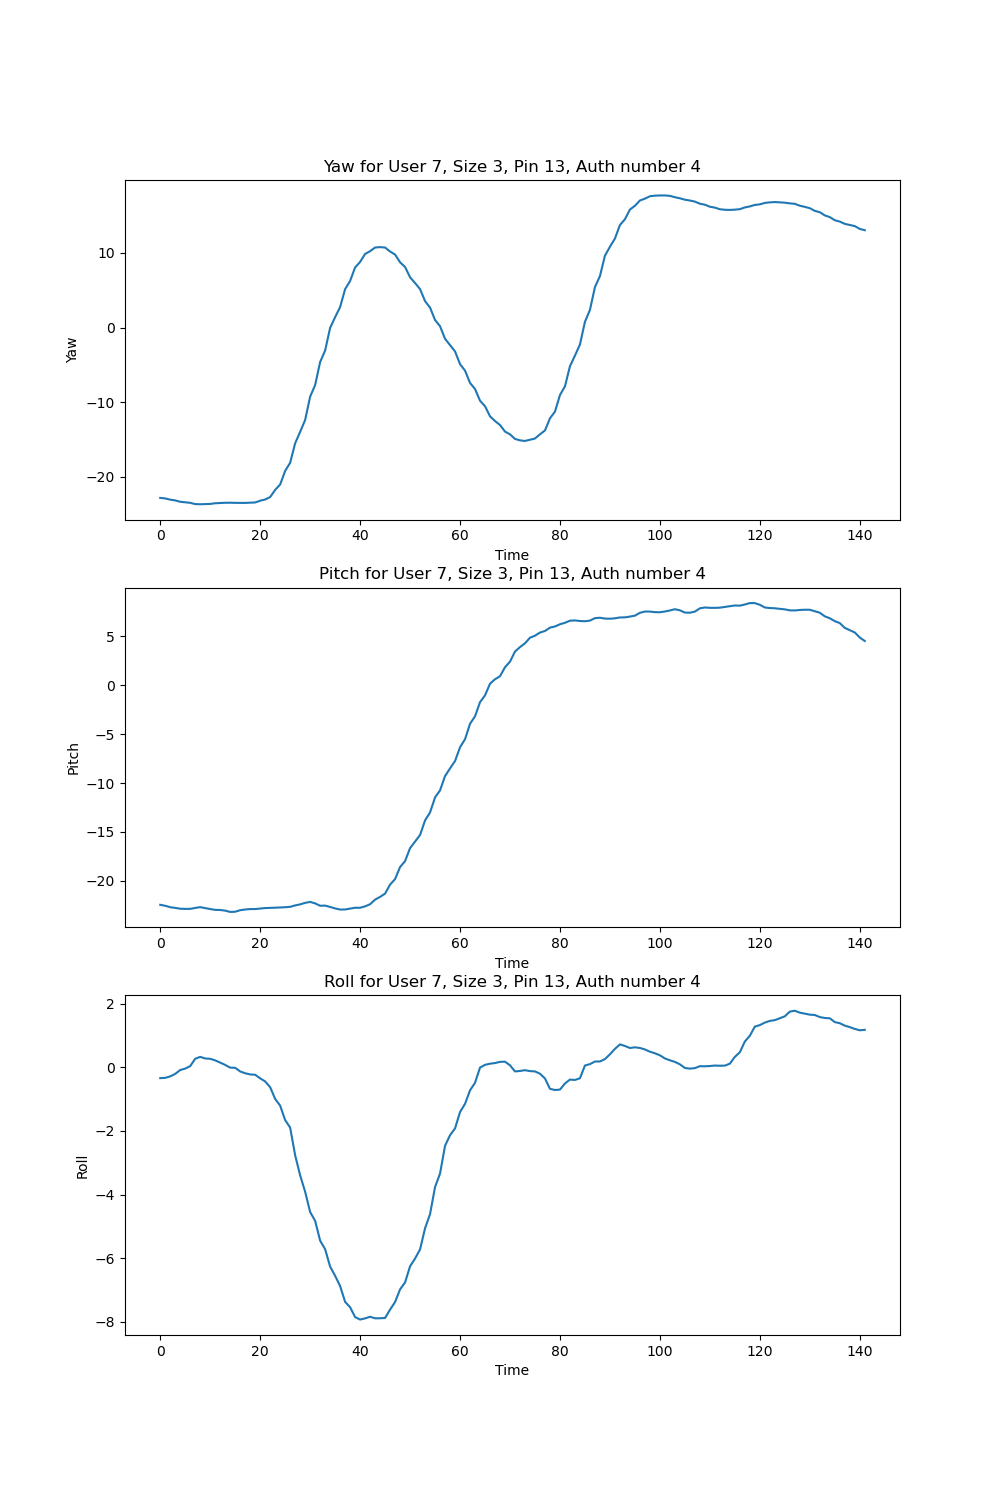 Yaw for User 7, Size 3, Pin 13, Auth number 4
10
0
−10
−20
Yaw
0 20 40 60 80 100 120 140
Time
Pitch for User 7, Size 3, Pin 13, Auth number 4
5
0
−5
−10
−15
−20
Pitch
0 20 40 60 80 100 120 140
Time
Roll for User 7, Size 3, Pin 13, Auth number 4
2
0
−2
−4
−6
−8
Roll
0 20 40 60 80 100 120 140
Time